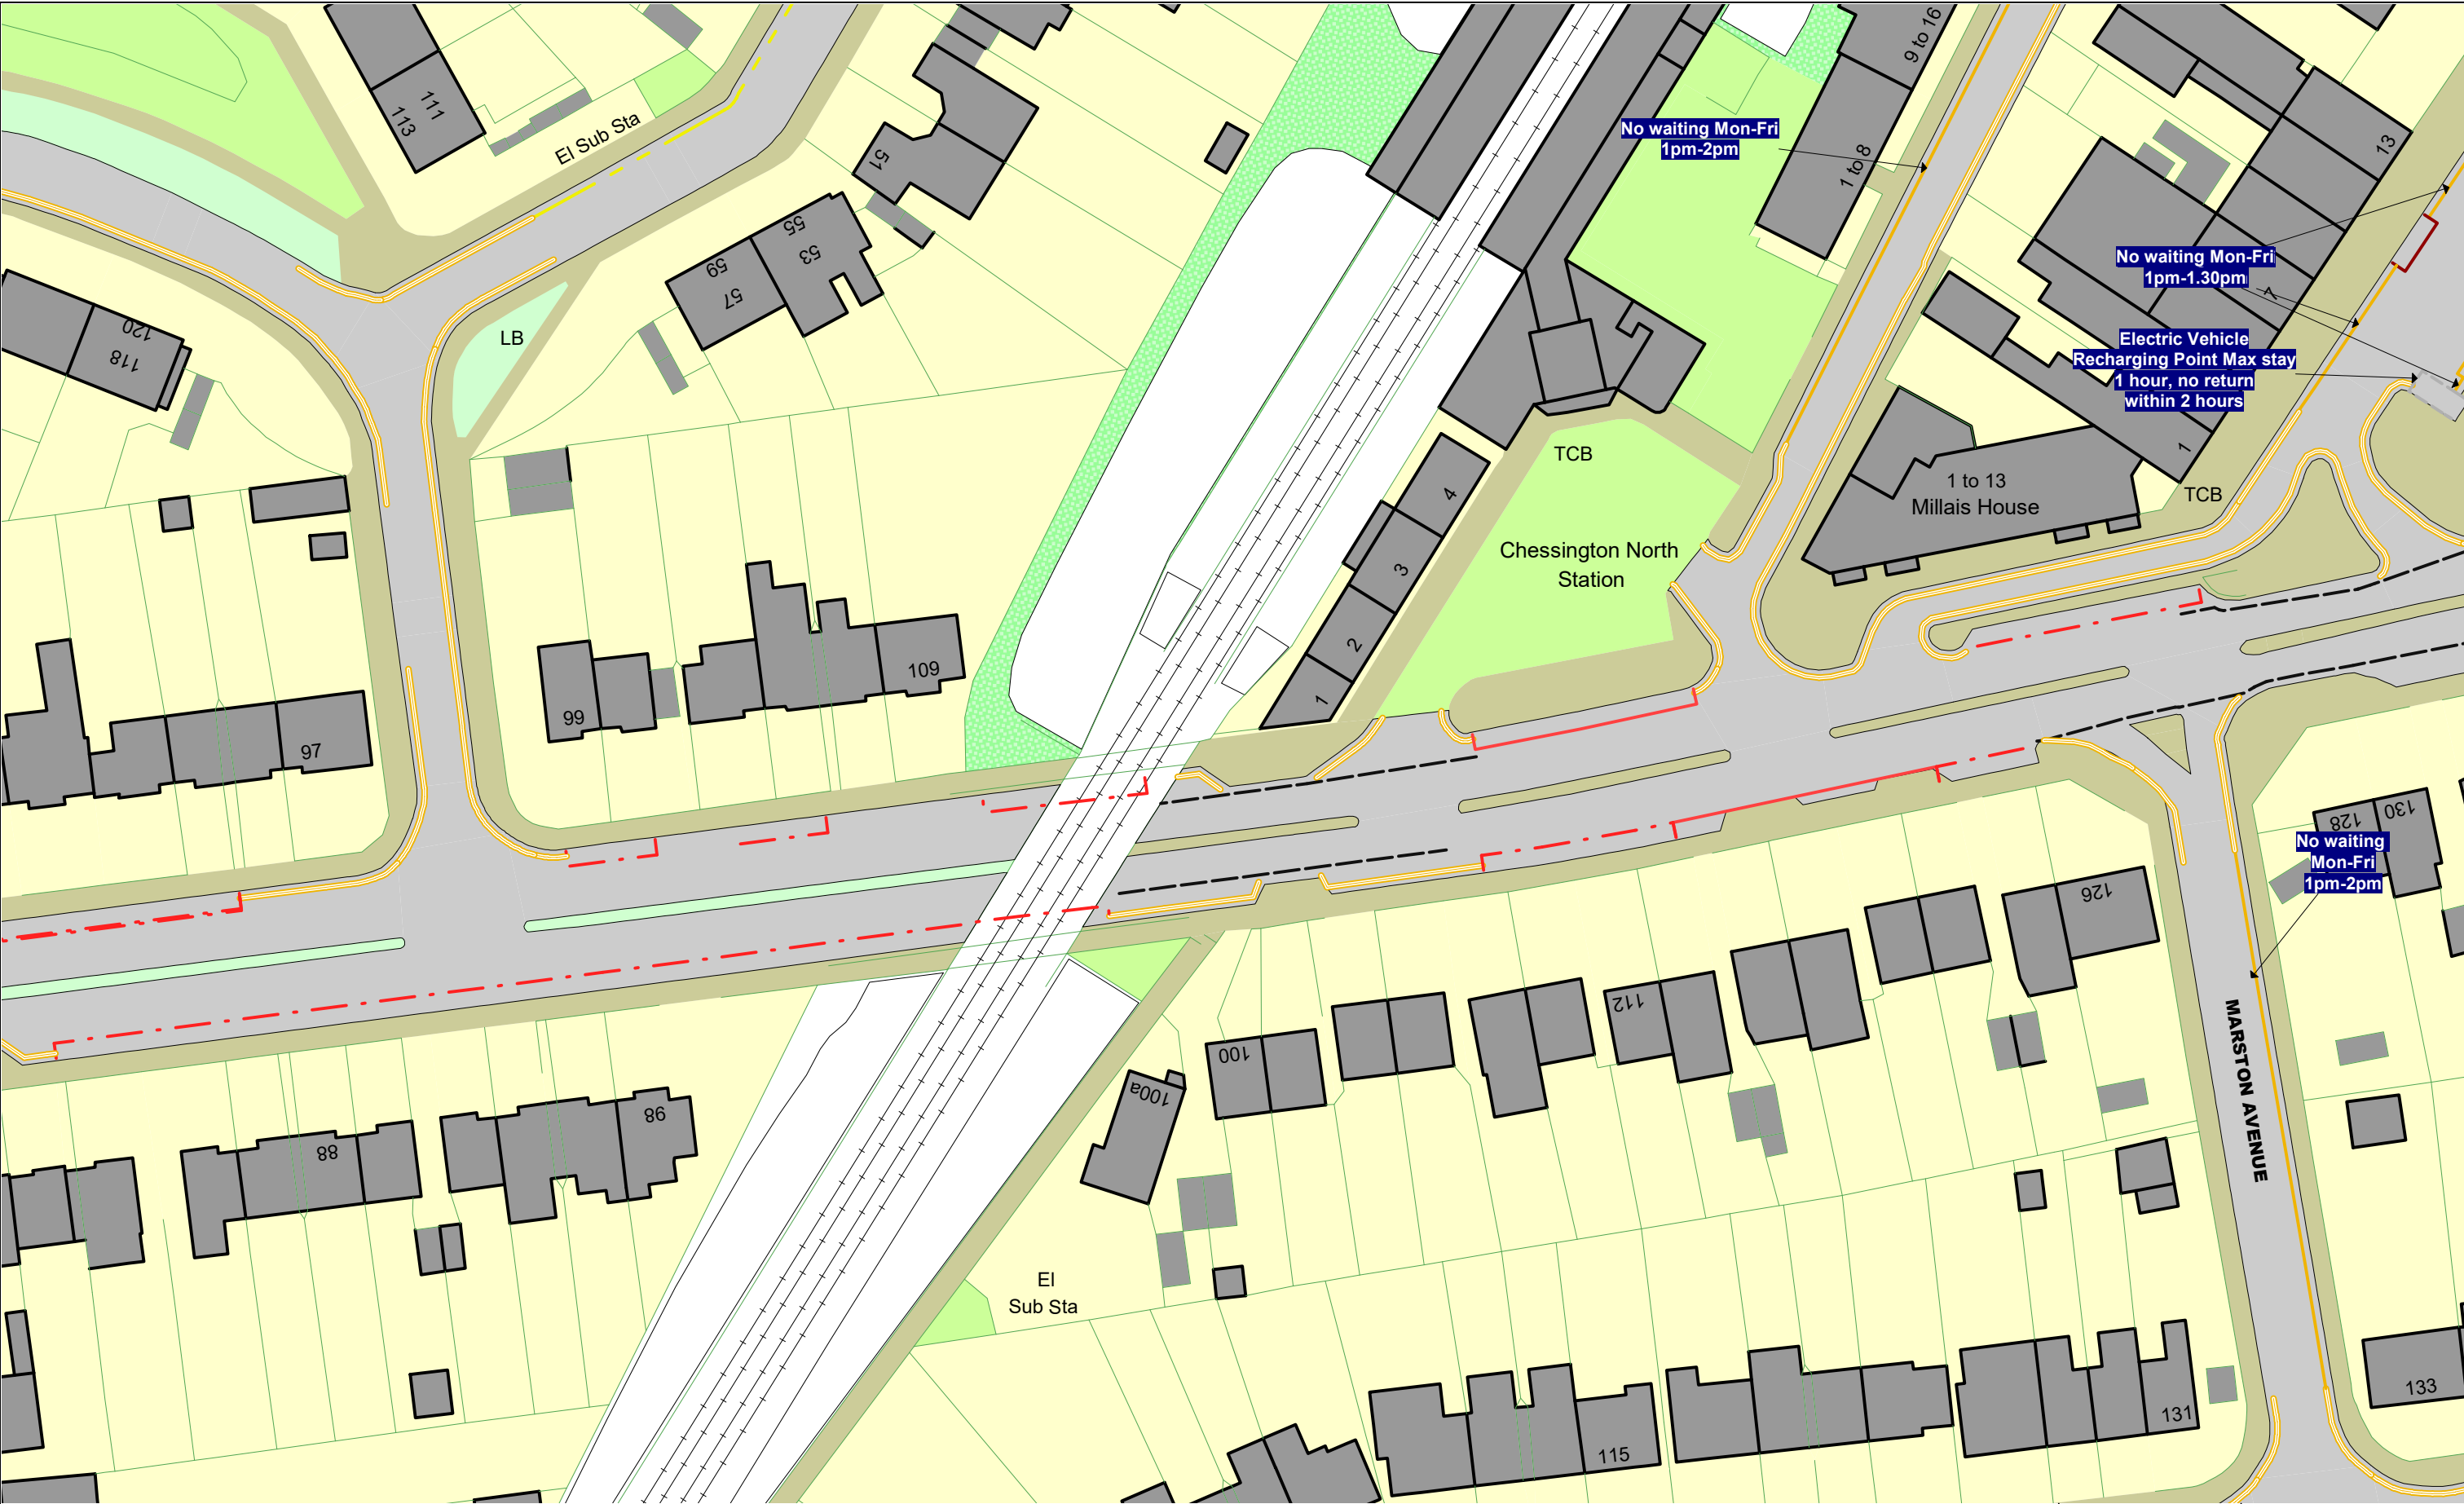 9 to 16
111
113
El Sub Sta
No waiting Mon-Fri
1pm-2pm
13
51
1 to 8
55
53
59
57
No waiting Mon-Fri
1pm-1.30pm
7
120
118
LB
Electric Vehicle
Recharging Point Max stay
1 hour, no return
within 2 hours
TCB
1
4
1 to 13
Millais House
TCB
Chessington North
Station
3
2
1
109
99
97
128
130
No waiting
Mon-Fri
1pm-2pm
126
112
100
100a
MARSTON AVENUE
98
88
El
Sub Sta
133
131
115